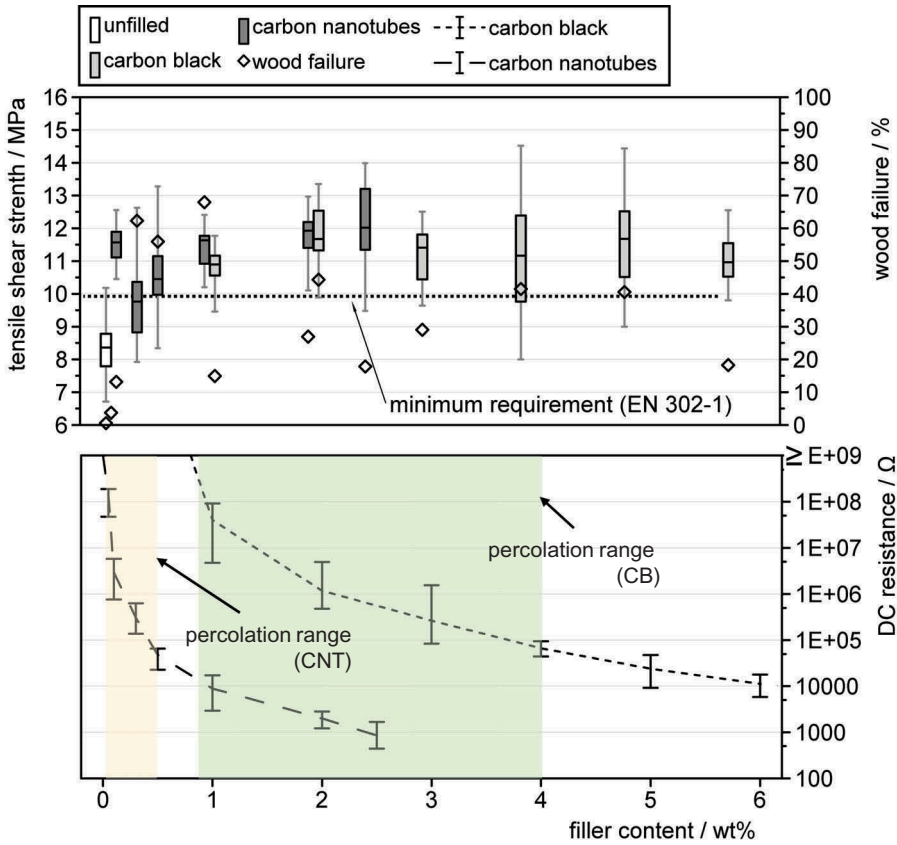 unfilled
carbon nanotubes
carbon black
carbon black
wood failure
carbon nanotubes
tensile shear strenth / MPa
16
15
14
13
12
11
10
9
8
7
6
100
90
80
70
60
50
40
30
20
10
0
wood failure / %
minimum requirement (EN 302-1)
≥ E+09
1E+08
1E+07
1E+06
1E+05
10000
1000
100
DC resistance / Ω
percolation range
(CB)
percolation range
(CNT)
0 1 2 3 4 5 6
filler content / wt%